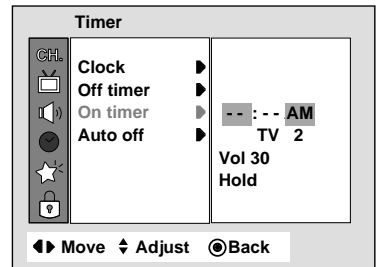 Timer
CH.
Clock
Off timer
On timer
Auto off
- - : - - AM
TV 2
Vol 30
Hold
Move Adjust Back